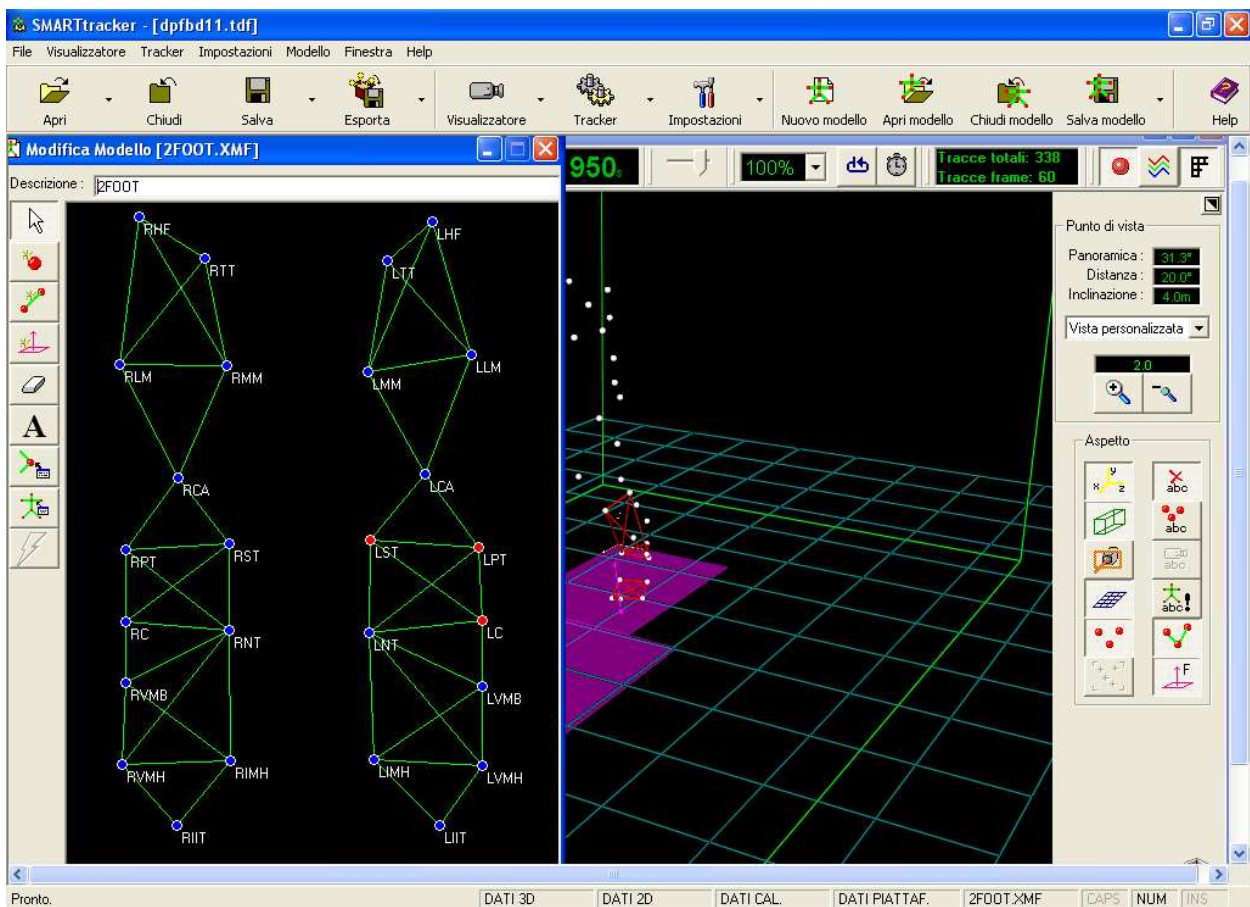 SMARTtracker - [dpfbd11.tdf]
File Visualizzatore Tracker Impostazioni Modello Finestra Help
Apri Chiudi Salva Esporta Visualizzatore Tracker Impostazioni Nuovo modello Apri modello Chiudi modello Salva modello Help
Modifica Modello [2FOOT.XMF]
950s 100% Tracce totali: 338
Tracce frame: 60
Descrizione : 2FOOT
RHF LHF
RTT LTT
RLM RMM LMM LLM
RCA LCA
RPT RST LST LPT
RC RNT LNT LC
RVMB LVMB
RVMH RIMH LIMH LVMH
RIIT LIIT
A
Punto di vista
Panoramica : 31.3°
Distanza : 20.0°
Inclinazione : 4.0m
Vista personalizzata
2.0
Aspetto
x y z abc
abc
abc
abc!
F
Pronto. DATI 3D DATI 2D DATI CAL. DATI PIATTAF. 2FOOT.XMF CAPS NUM INS